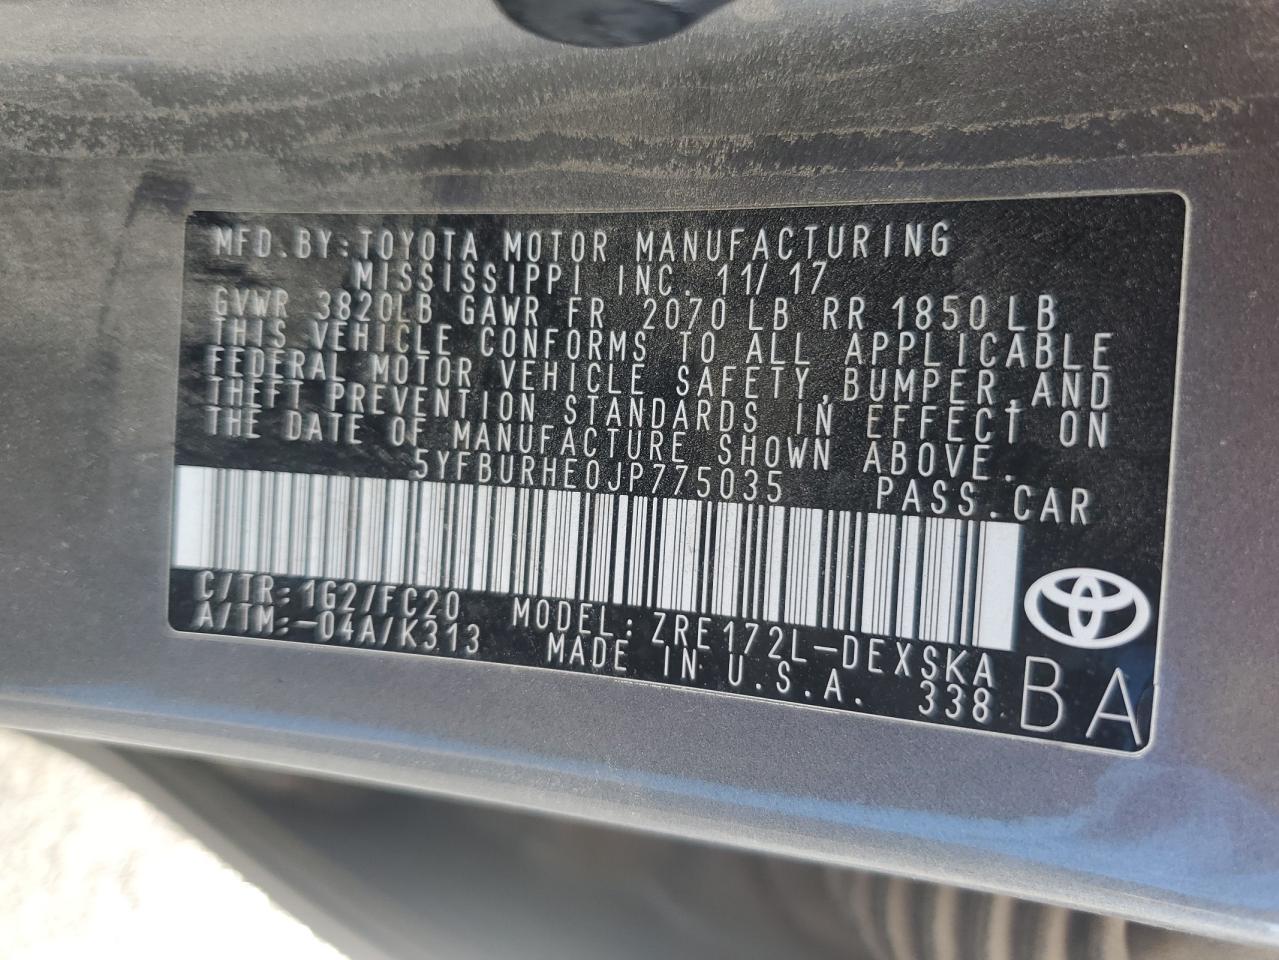 MFD.BY:TOYOTA MOTOR MANUFACTURING
MISSISSIPPI INC. 11/17
GVWR 3820LB GAWR FR 2070 LB RR 1850 LB
THIS VEHICLE CONFORMS TO ALL APPLICABLE
FEDERAL MOTOR VEHICLE SAFETY,BUMPER,AND
THEFT PREVENTION STANDARDS IN EFFECT ON
THE DATE OF MANUFACTURE SHOWN ABOVE.
5YFBURHE0JP775035 PASS.CAR
C/TR: 1G2/FC20 MODEL: ZRE172L-DEXSKA
A/TM:-04A/K313 MADE IN U.S.A. 338
BA